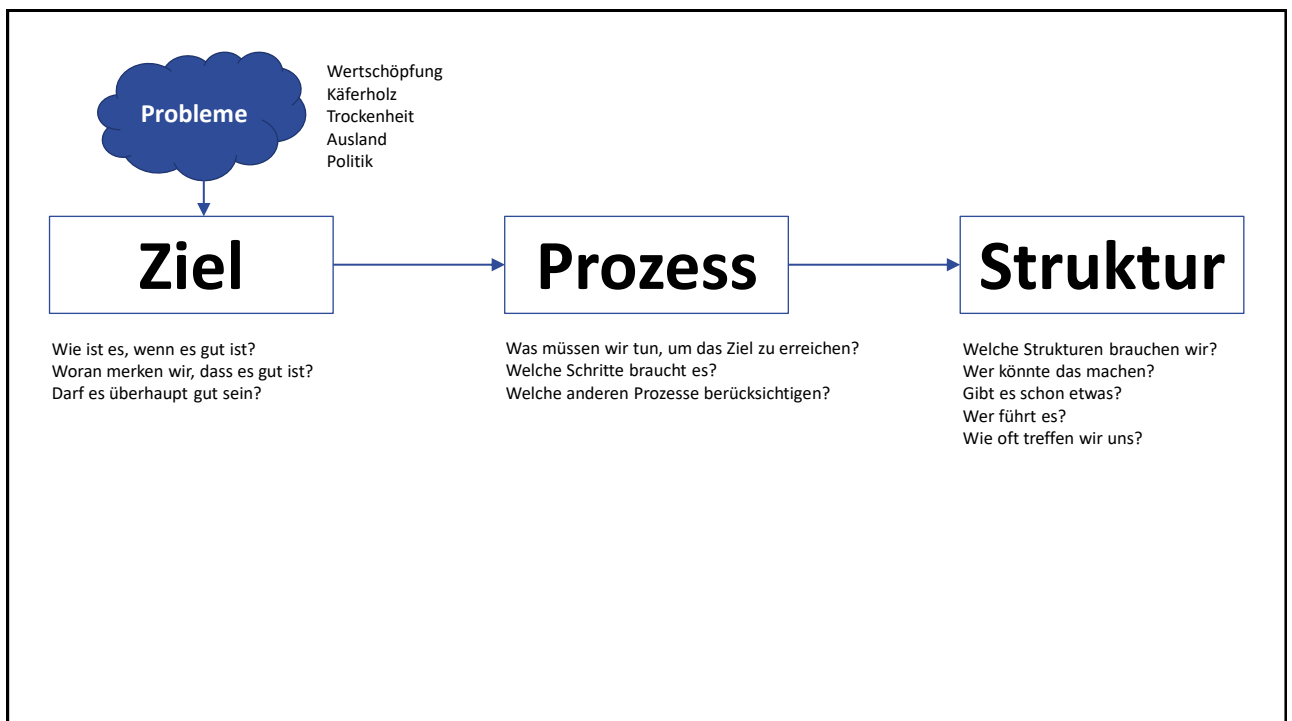 Probleme
Wertschöpfung
Käferholz
Trockenheit
Ausland
Politik
Ziel
Wie ist es, wenn es gut ist?
Woran merken wir, dass es gut ist?
Darf es überhaupt gut sein?
Prozess
Was müssen wir tun, um das Ziel zu erreichen?
Welche Schritte braucht es?
Welche anderen Prozesse berücksichtigen?
Struktur
Welche Strukturen brauchen wir?
Wer könnte das machen?
Gibt es schon etwas?
Wer führt es?
Wie oft treffen wir uns?